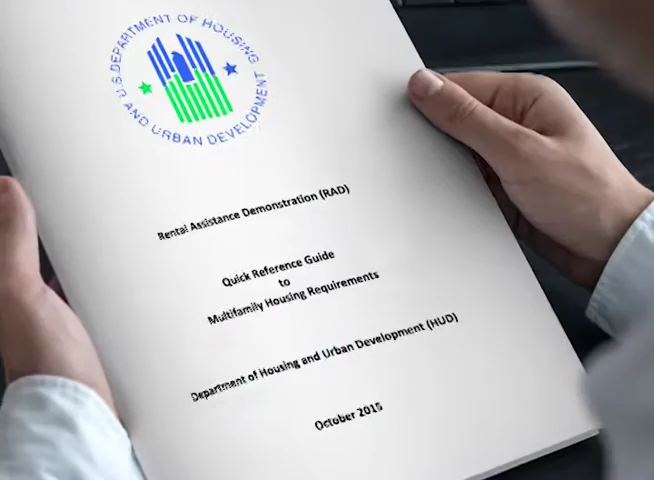 U.S. DEPARTMENT OF HOUSING
AND URBAN DEVELOPMENT
Rental Assistance Demonstration (RAD)
Quick Reference Guide
to
Multifamily Housing Requirements
Department of Housing and Urban Development (HUD)
October 2015